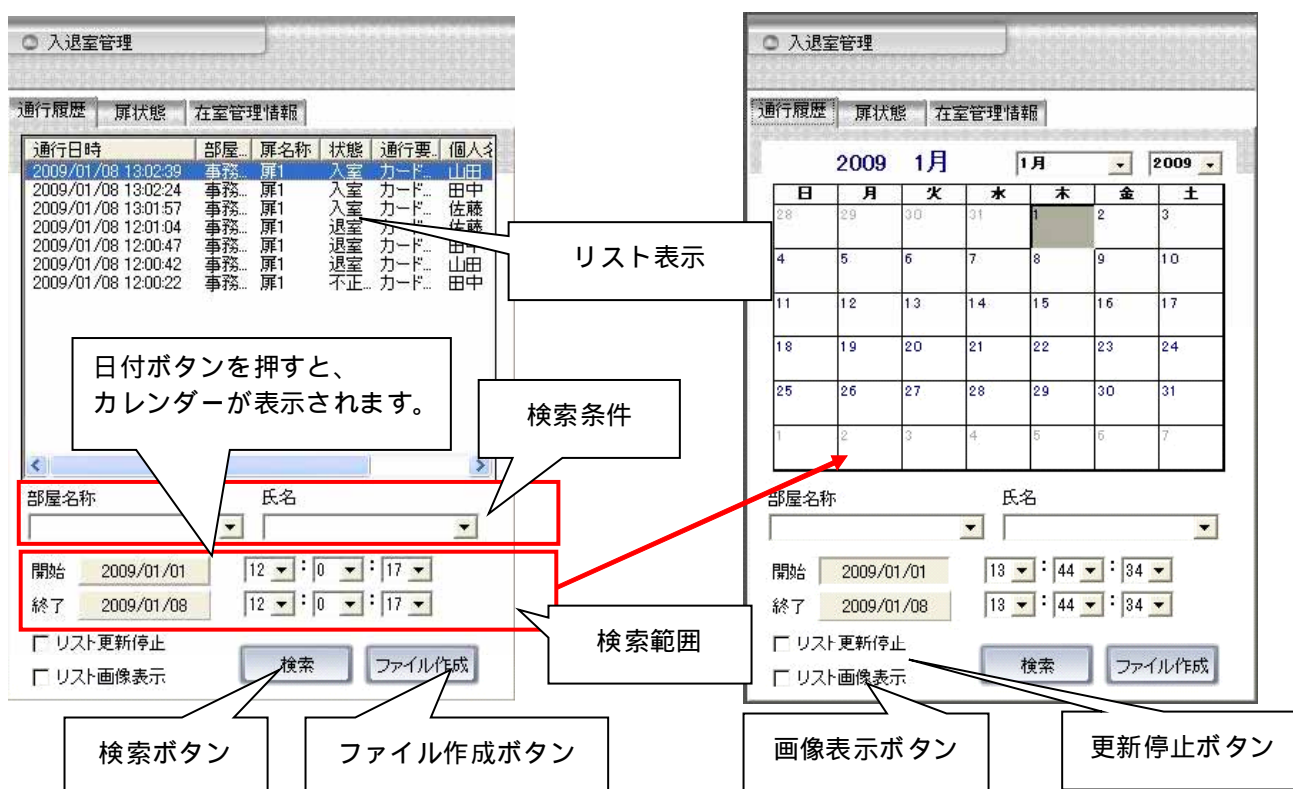 入退室管理
通行履歴 扉状態 在室管理情報
通行日時 部屋... 扉名称 状態 通行要... 個人名
2009/01/08 13:02:39 事務... 扉1 入室 カード... 山田
2009/01/08 13:02:24 事務... 扉1 入室 カード... 田中
2009/01/08 13:01:57 事務... 扉1 入室 カード... 佐藤
2009/01/08 12:01:04 事務... 扉1 退室 カード... 佐藤
2009/01/08 12:00:47 事務... 扉1 退室 カード... 田中
2009/01/08 12:00:42 事務... 扉1 退室 カード... 山田
2009/01/08 12:00:22 事務... 扉1 不正... カード... 田中
リスト表示
日付ボタンを押すと、
カレンダーが表示されます。
検索条件
部屋名称 氏名
開始 2009/01/01 12 : 0 : 17
終了 2009/01/08 12 : 0 : 17
検索範囲
リスト更新停止
リスト画像表示
検索 ファイル作成
検索ボタン
ファイル作成ボタン
入退室管理
通行履歴 扉状態 在室管理情報
2009 1月 1月 2009
日 月 火 水 木 金 土
28 29 30 31 1 2 3
4 5 6 7 8 9 10
11 12 13 14 15 16 17
18 19 20 21 22 23 24
25 26 27 28 29 30 31
1 2 3 4 5 6 7
部屋名称 氏名
開始 2009/01/01 13 : 44 : 34
終了 2009/01/08 13 : 44 : 34
リスト更新停止
リスト画像表示
検索 ファイル作成
画像表示ボタン
更新停止ボタン